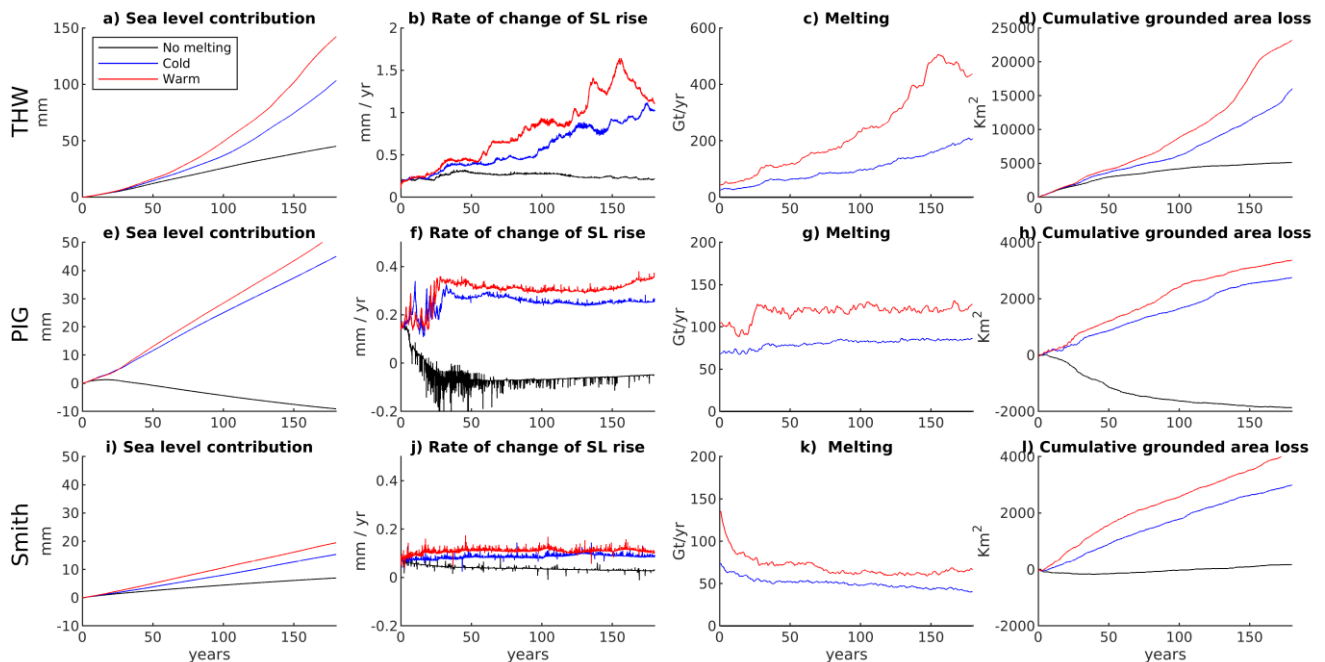 a) Sea level contribution
b) Rate of change of SL rise
c) Melting
d) Cumulative grounded area loss
THW
mm
150
100
50
0
0 50 100 150
No melting
Cold
Warm
mm / yr
2
1.5
1
0.5
0
0 50 100 150
Gt/yr
600
400
200
0
0 50 100 150
Km2
25000
20000
15000
10000
5000
0
0 50 100 150
e) Sea level contribution
f) Rate of change of SL rise
g) Melting
h) Cumulative grounded area loss
PIG
mm
50
40
30
20
10
0
-10
0 50 100 150
mm / yr
0.4
0.2
0
-0.2
0 50 100 150
Gt/yr
200
150
100
50
0
0 50 100 150
Km2
4000
2000
0
-2000
0 50 100 150
i) Sea level contribution
j) Rate of change of SL rise
k) Melting
l) Cumulative grounded area loss
Smith
mm
50
40
30
20
10
0
-10
0 50 100 150
years
mm / yr
0.4
0.2
0
-0.2
0 50 100 150
years
Gt/yr
200
150
100
50
0
0 50 100 150
years
Km2
4000
2000
0
-2000
0 50 100 150
years